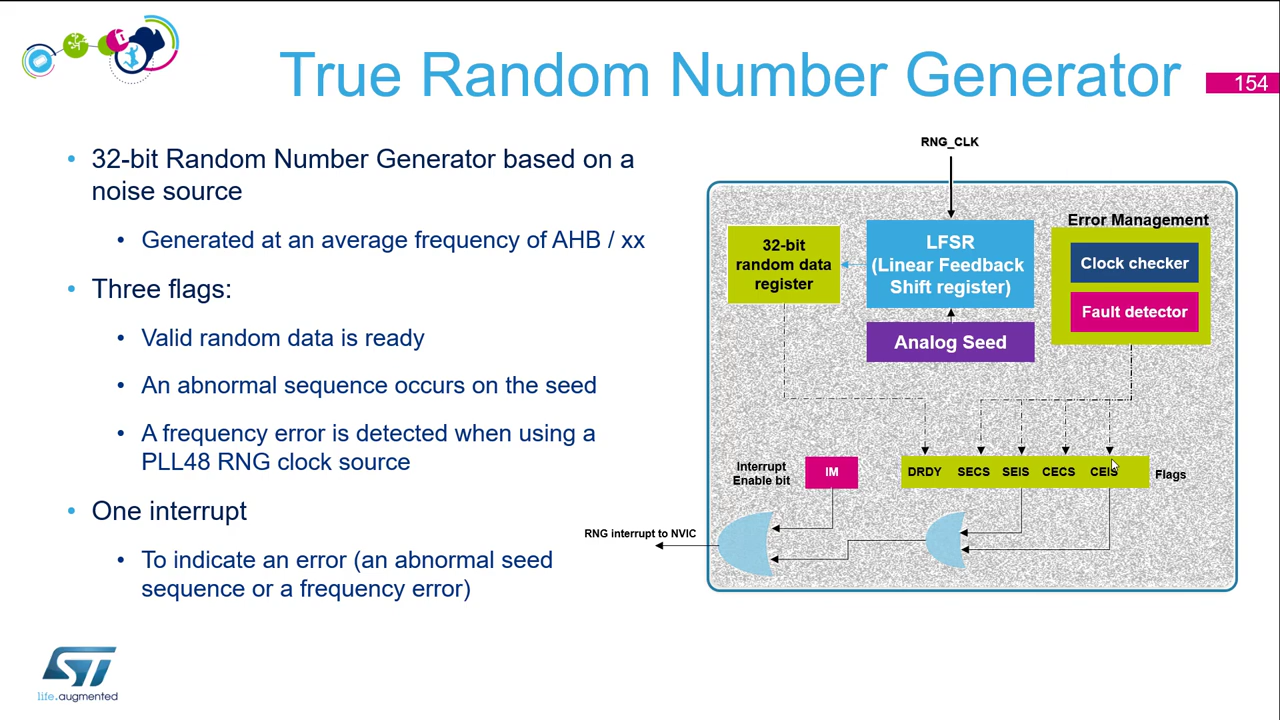 True Random Number Generator
154
• 32-bit Random Number Generator based on a
noise source
• Generated at an average frequency of AHB / xx
• Three flags:
• Valid random data is ready
• An abnormal sequence occurs on the seed
• A frequency error is detected when using a
PLL48 RNG clock source
• One interrupt
• To indicate an error (an abnormal seed
sequence or a frequency error)
RNG_CLK
32-bit
random data
register
LFSR
(Linear Feedback
Shift register)
Analog Seed
Error Management
Clock checker
Fault detector
Interrupt
Enable bit
IM
DRDY SECS SEIS CECS CEIS
Flags
RNG interrupt to NVIC
ST
life.augmented